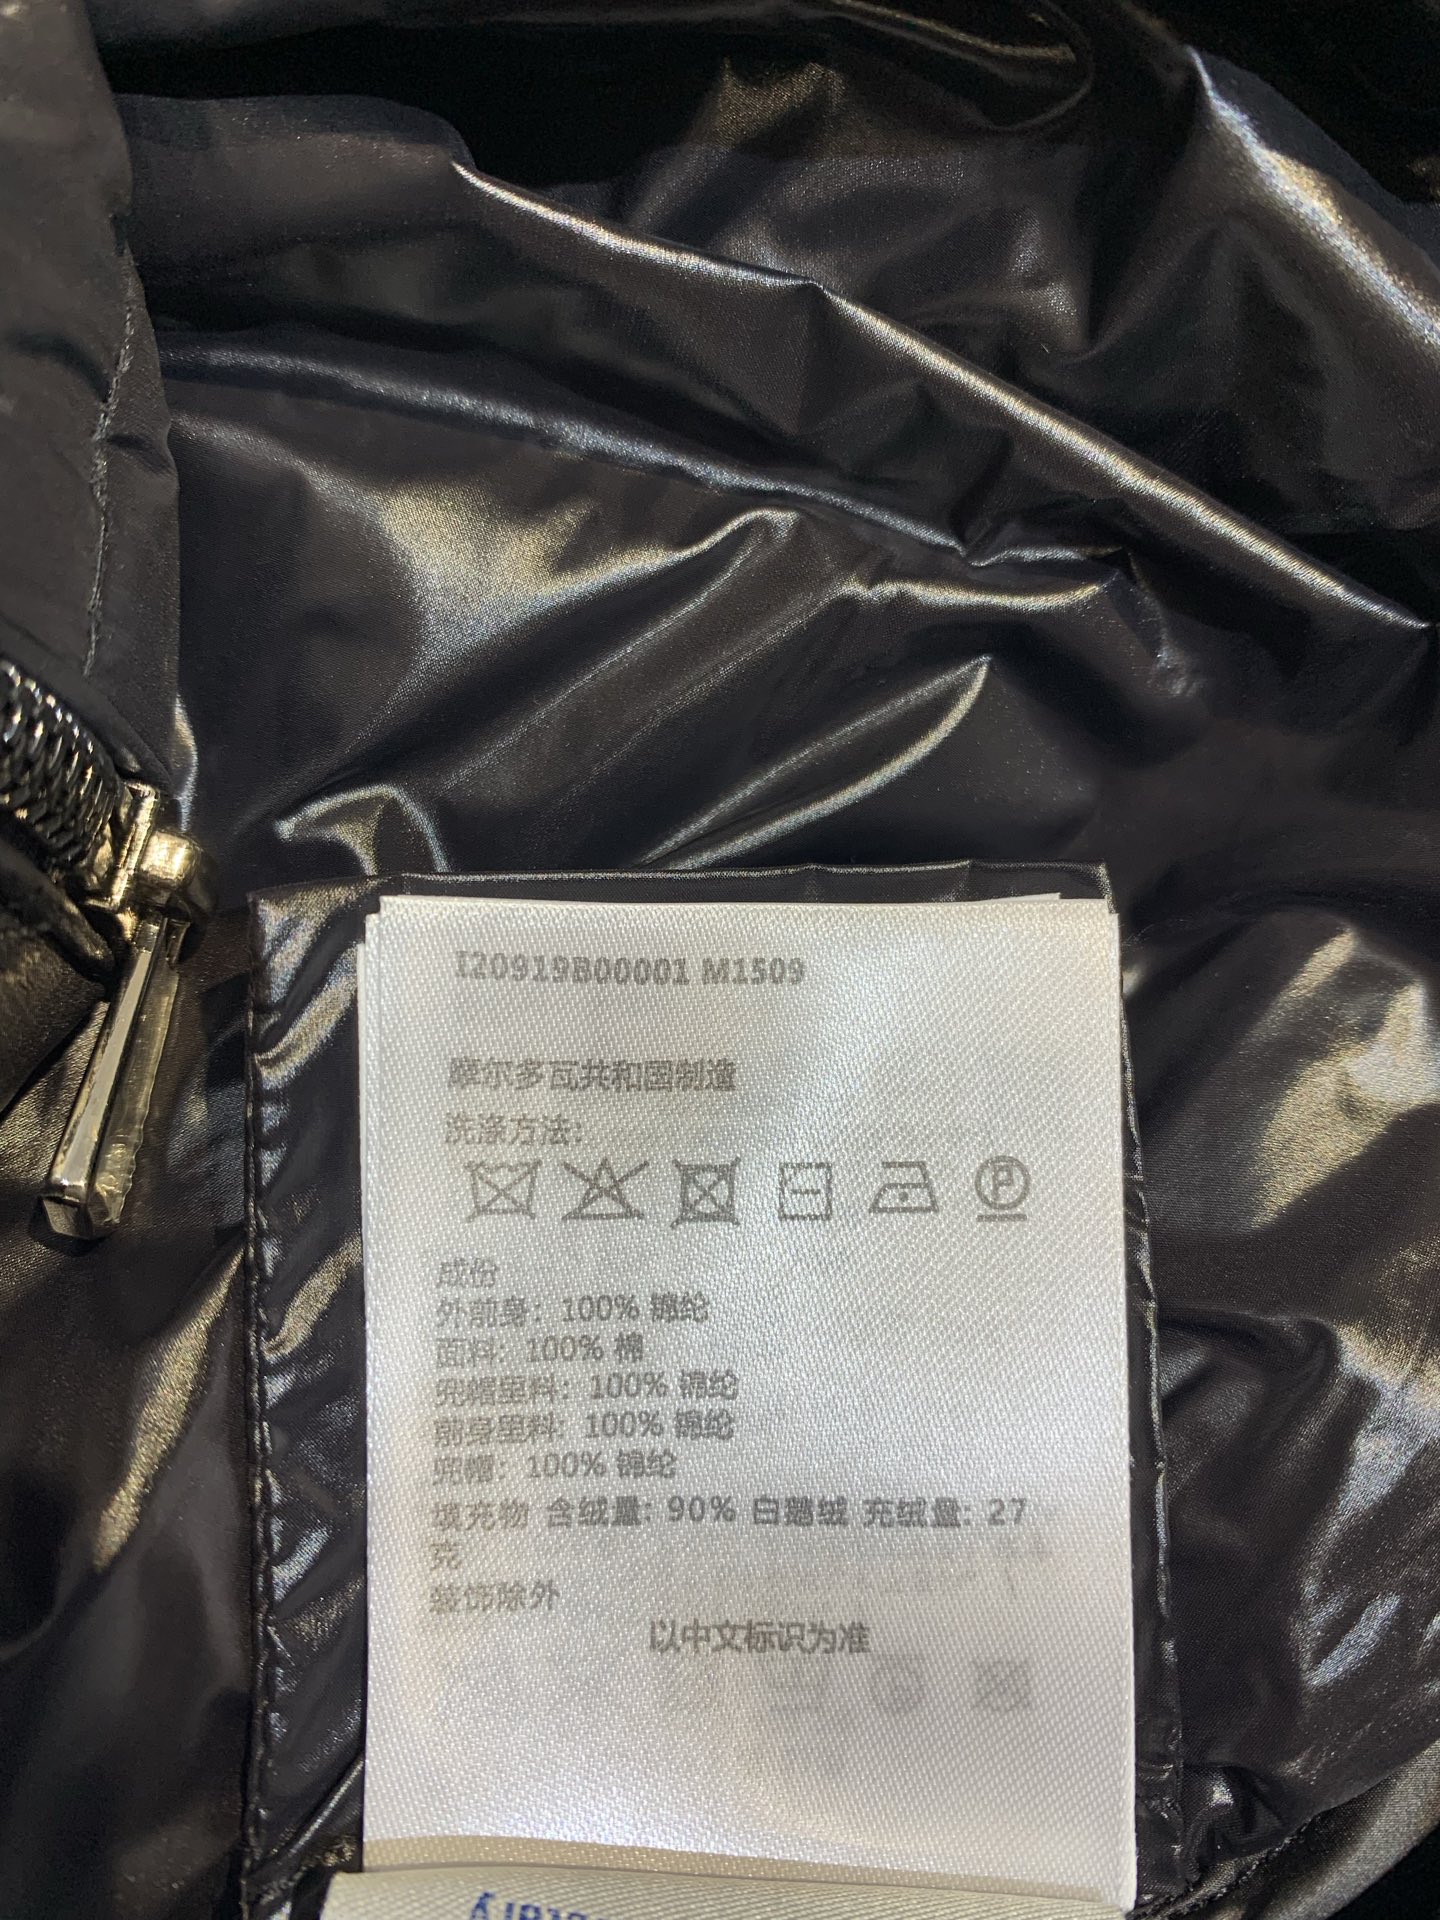 I20919B00001 M1509
摩尔多瓦共和国制造
洗涤方法：
P
成份
外前身：100% 锦纶
面料：100% 棉
兜帽里料：100% 锦纶
前身里料：100% 锦纶
兜帽：100% 锦纶
填充物 含绒量：90% 白鹅绒 充绒量：27
克
装饰除外
以中文标识为准